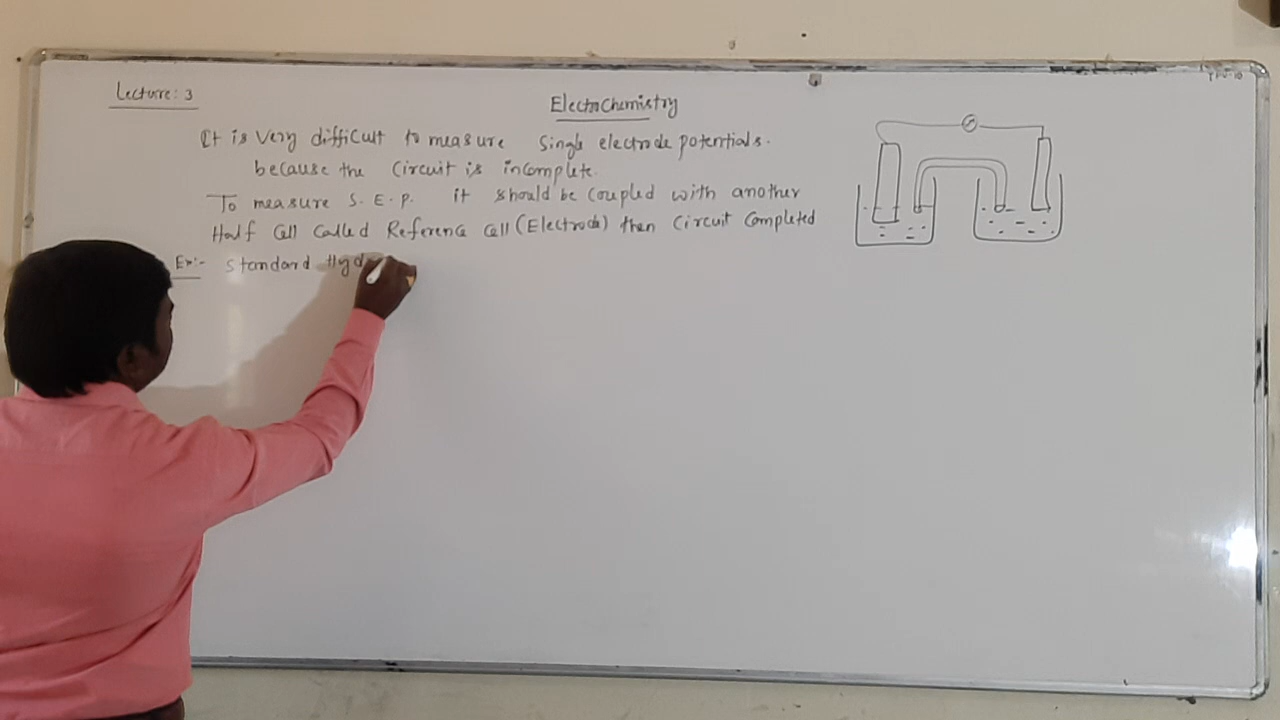 Lecture: 3
ElectroChemistry
It is very difficult to measure Single electrode potentials.
because the Circuit is incomplete.
To measure S.E.P. it should be coupled with another
Half Cell Called Reference Cell (Electrode) then Circuit Completed
Ex:- Standard Hyd